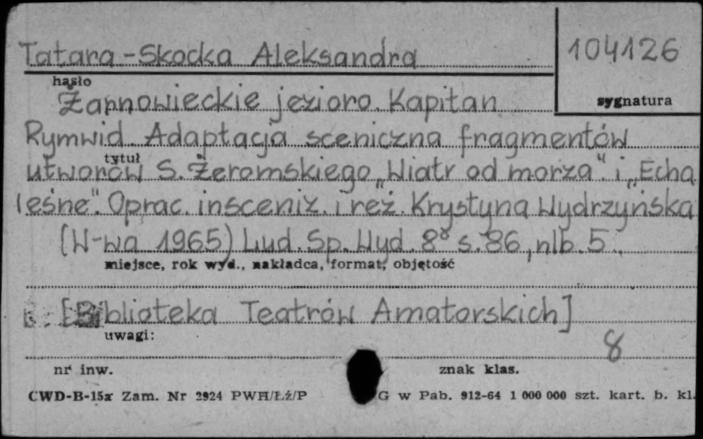 Tatara-Skocka Aleksandra
104126
hasło
sygnatura
Żarnowieckie jezioro. Kapitan
Rymwid. Adaptacja sceniczna fragmentów
tytuł
utworów S. Żeromskiego „Wiatr od morza" i „Echa
leśne". Oprac. insceniz. i reż. Krystyna Wydrzyńska
(W-wa 1965) Lud. Sp. Wyd. 8° s. 86, nlb. 5.
miejsce, rok wyd., nakładca, format, objętość
[Biblioteka Teatrów Amatorskich]
uwagi:
8
nr inw.
znak klas.
CWD-B-15a Zam. Nr 2924 PWH/Łź/P
G w Pab. 912-64 1 000 000 szt. kart. b. kl.